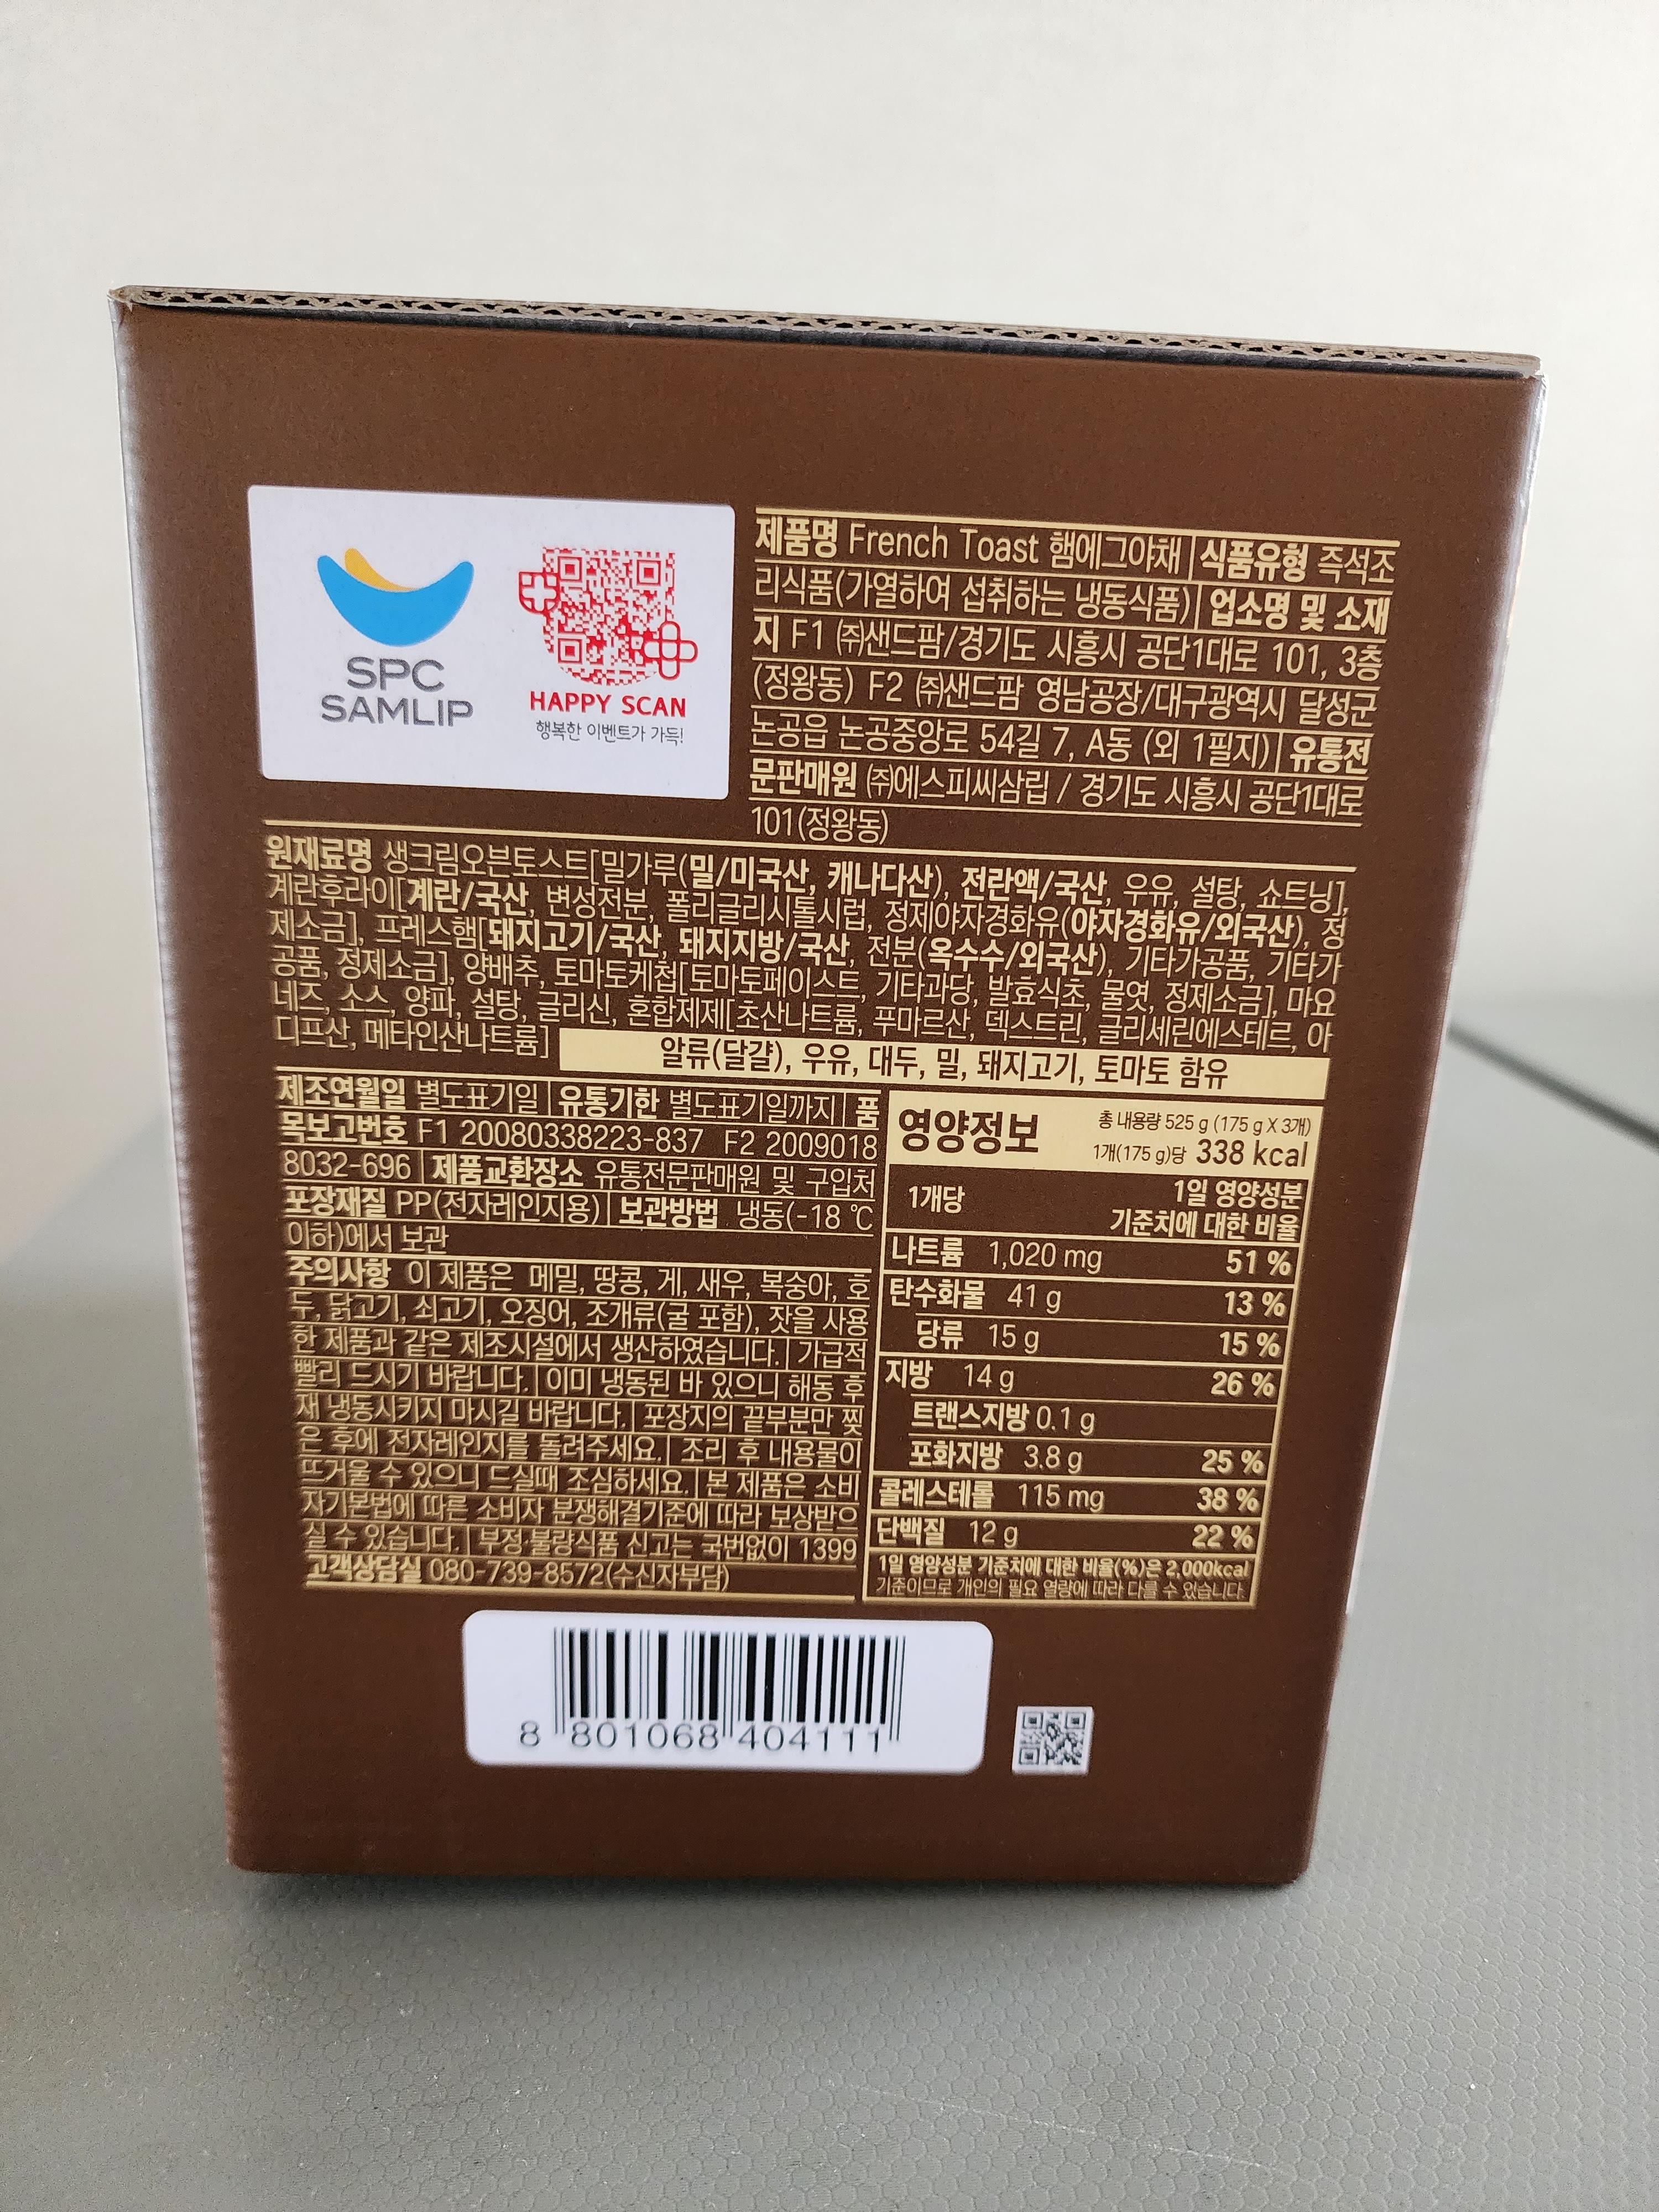 SPC
SAMLIP
HAPPY SCAN
행복한 이벤트가 가득!
제품명 French Toast 햄에그야채 | 식품유형 즉석조
리식품(가열하여 섭취하는 냉동식품) | 업소명 및 소재
지 F1 ㈜샌드팜/경기도 시흥시 공단1대로 101, 3층
(정왕동) F2 ㈜샌드팜 영남공장/대구광역시 달성군
논공읍 논공중앙로 54길 7, A동 (외 1필지) | 유통전
문판매원 ㈜에스피씨삼립 / 경기도 시흥시 공단1대로
101(정왕동)
원재료명 생크림오븐토스트[밀가루(밀/미국산, 캐나다산), 전란액/국산, 우유, 설탕, 쇼트닝],
계란후라이[계란/국산, 변성전분, 폴리글리시톨시럽, 정제야자경화유(야자경화유/외국산), 정
제소금], 프레스햄[돼지고기/국산, 돼지지방/국산, 전분(옥수수/외국산), 기타가공품, 기타가
공품, 정제소금], 양배추, 토마토케첩[토마토페이스트, 기타과당, 발효식초, 물엿, 정제소금], 마요
네즈, 소스, 양파, 설탕, 글리신, 혼합제제[초산나트륨, 푸마르산, 덱스트린, 글리세린에스테르, 아
디프산, 메타인산나트륨]
알류(달걀), 우유, 대두, 밀, 돼지고기, 토마토 함유
제조연월일 별도표기일 | 유통기한 별도표기일까지 | 품
목보고번호 F1 20080338223-837 F2 2009018
8032-696 | 제품교환장소 유통전문판매원 및 구입처
포장재질 PP(전자레인지용) | 보관방법 냉동(-18 ℃
이하)에서 보관
주의사항 이 제품은 메밀, 땅콩, 게, 새우, 복숭아, 호
두, 닭고기, 쇠고기, 오징어, 조개류(굴 포함), 잣을 사용
한 제품과 같은 제조시설에서 생산하였습니다. | 가급적
빨리 드시기 바랍니다. | 이미 냉동된 바 있으니 해동 후
재 냉동시키지 마시길 바랍니다. | 포장지의 끝부분만 찢
은 후에 전자레인지를 돌려주세요. | 조리 후 내용물이
뜨거울 수 있으니 드실때 조심하세요. | 본 제품은 소비
자기본법에 따른 소비자 분쟁해결기준에 따라 보상받으
실 수 있습니다. | 부정·불량식품 신고는 국번없이 1399
고객상담실 080-739-8572(수신자부담)
영양정보 총 내용량 525 g (175 g X 3개)
1개(175 g)당 338 kcal
1개당 1일 영양성분
기준치에 대한 비율
나트륨 1,020 mg 51 %
탄수화물 41 g 13 %
당류 15 g 15 %
지방 14 g 26 %
트랜스지방 0.1 g
포화지방 3.8 g 25 %
콜레스테롤 115 mg 38 %
단백질 12 g 22 %
1일 영양성분 기준치에 대한 비율(%)은 2,000kcal
기준이므로 개인의 필요 열량에 따라 다를 수 있습니다.
8 801068 404111